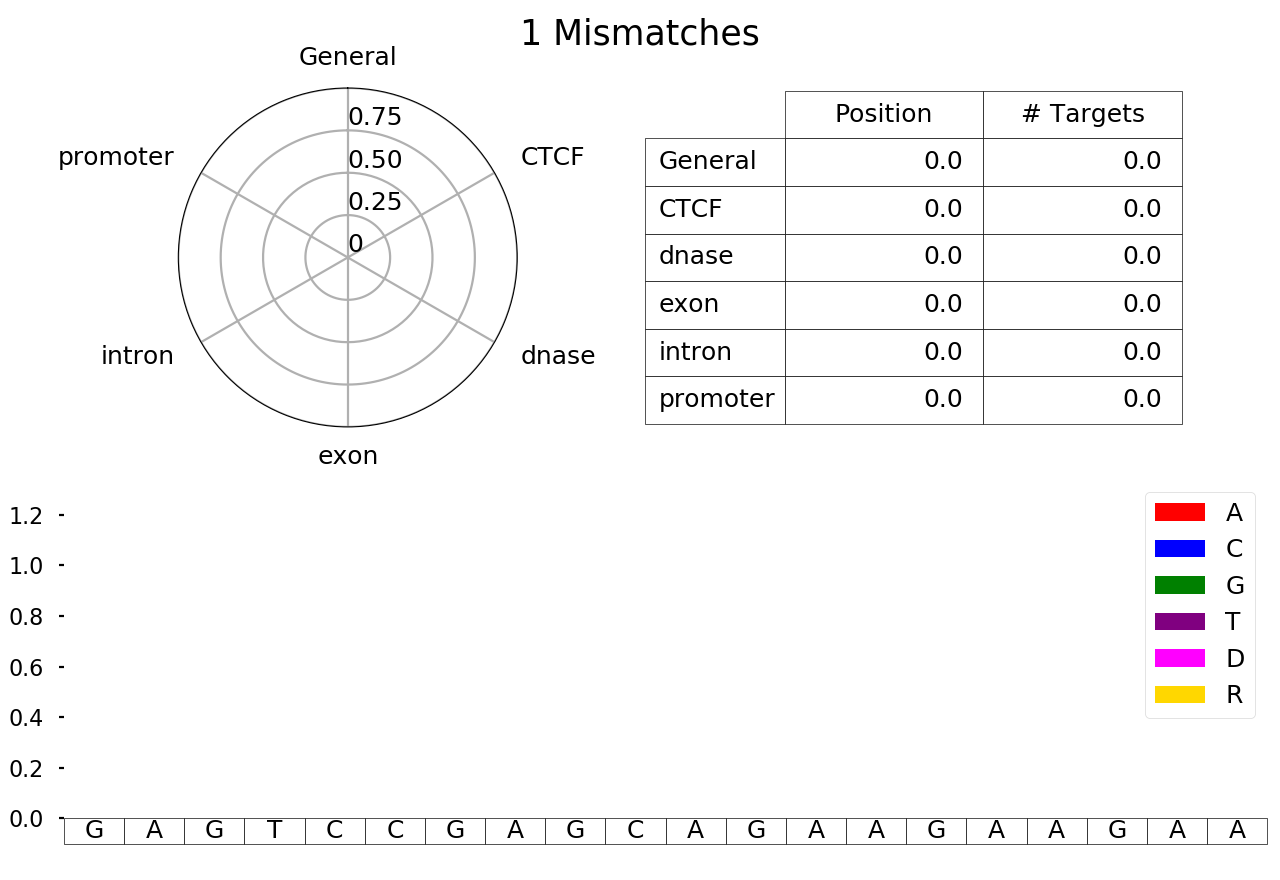 1 Mismatches
General
promoter
CTCF
0.75
0.50
0.25
0
intron
dnase
exon
Position # Targets
General 0.0 0.0
CTCF 0.0 0.0
dnase 0.0 0.0
exon 0.0 0.0
intron 0.0 0.0
promoter 0.0 0.0
1.2
1.0
0.8
0.6
0.4
0.2
0.0
A
C
G
T
D
R
G A G T C C G A G C A G A A G A A G A A